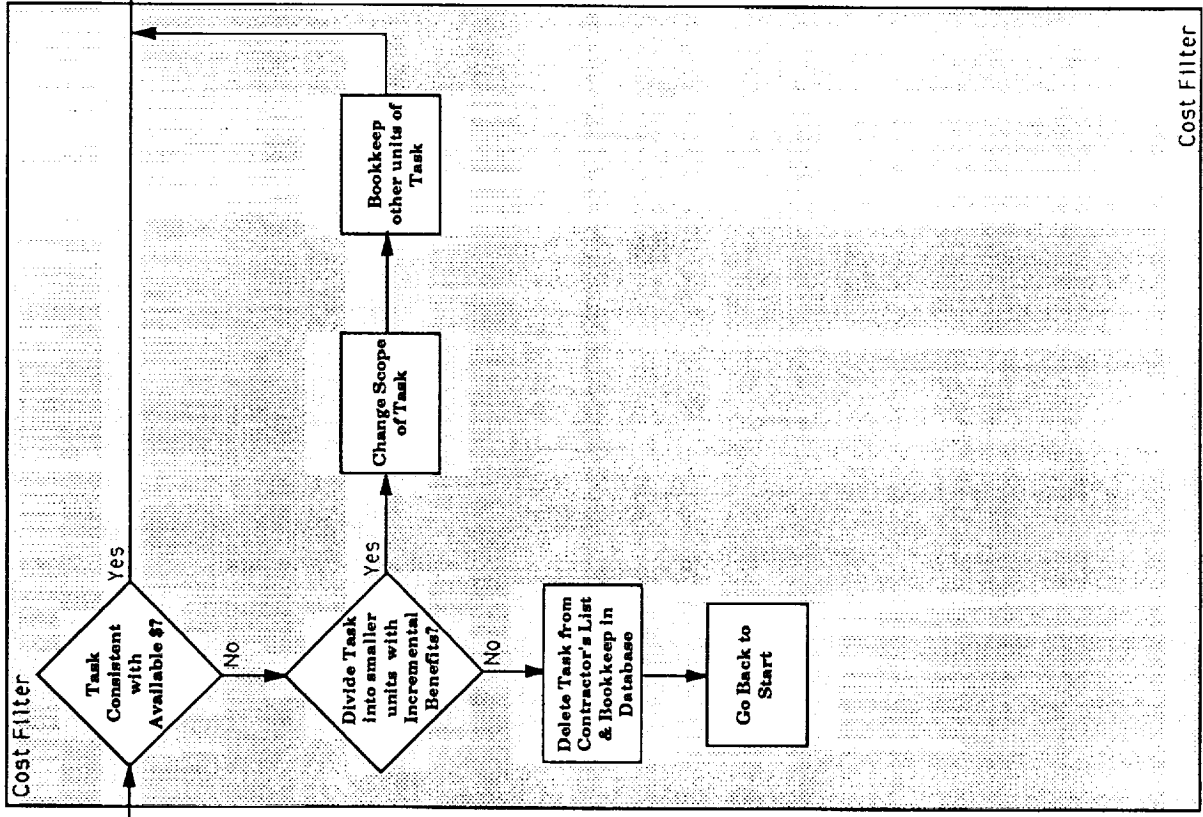 Cost Filter
Task
Consistent
with
Available $?
Yes
No
Divide Task
into smaller
units with
Incremental
Benefits?
Yes
No
Change Scope
of Task
Bookkeep
other units of
Task
Delete Task from
Contractor's List
& Bookkeep in
Database
Go Back to
Start
Cost Filter